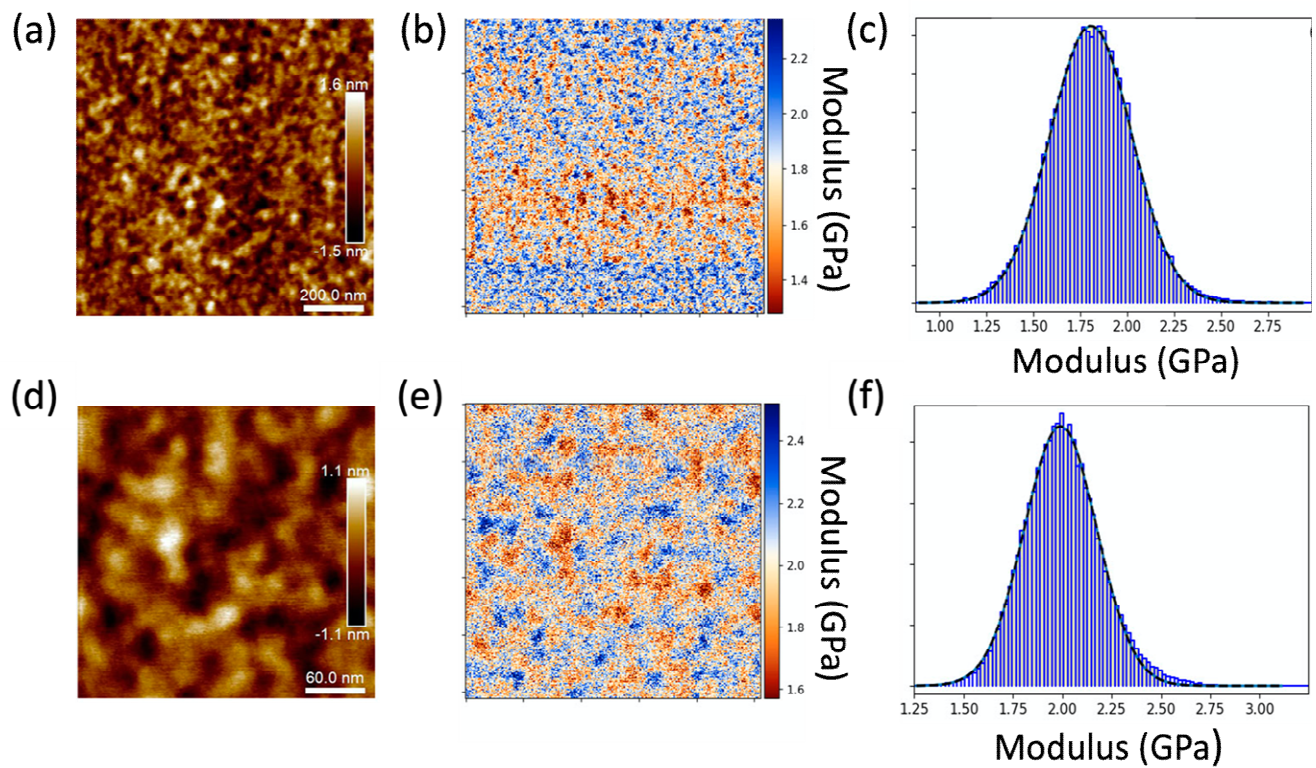 (a)
1.6 nm
-1.5 nm
200.0 nm
(b)
2.2
2.0
1.8
1.6
1.4
Modulus (GPa)
(c)
1.00 1.25 1.50 1.75 2.00 2.25 2.50 2.75
Modulus (GPa)
(d)
1.1 nm
-1.1 nm
60.0 nm
(e)
2.4
2.2
2.0
1.8
1.6
Modulus (GPa)
(f)
1.25 1.50 1.75 2.00 2.25 2.50 2.75 3.00
Modulus (GPa)